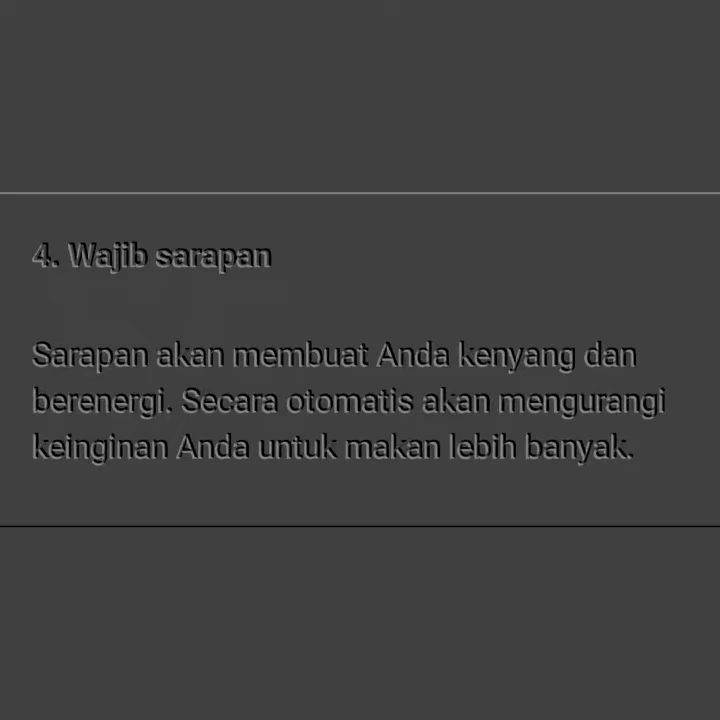 4. Wajib sarapan
Sarapan akan membuat Anda kenyang dan
berenergi. Secara otomatis akan mengurangi
keinginan Anda untuk makan lebih banyak.